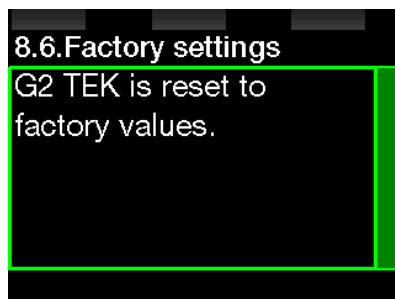 8.6.Factory settings
G2 TEK is reset to
factory values.